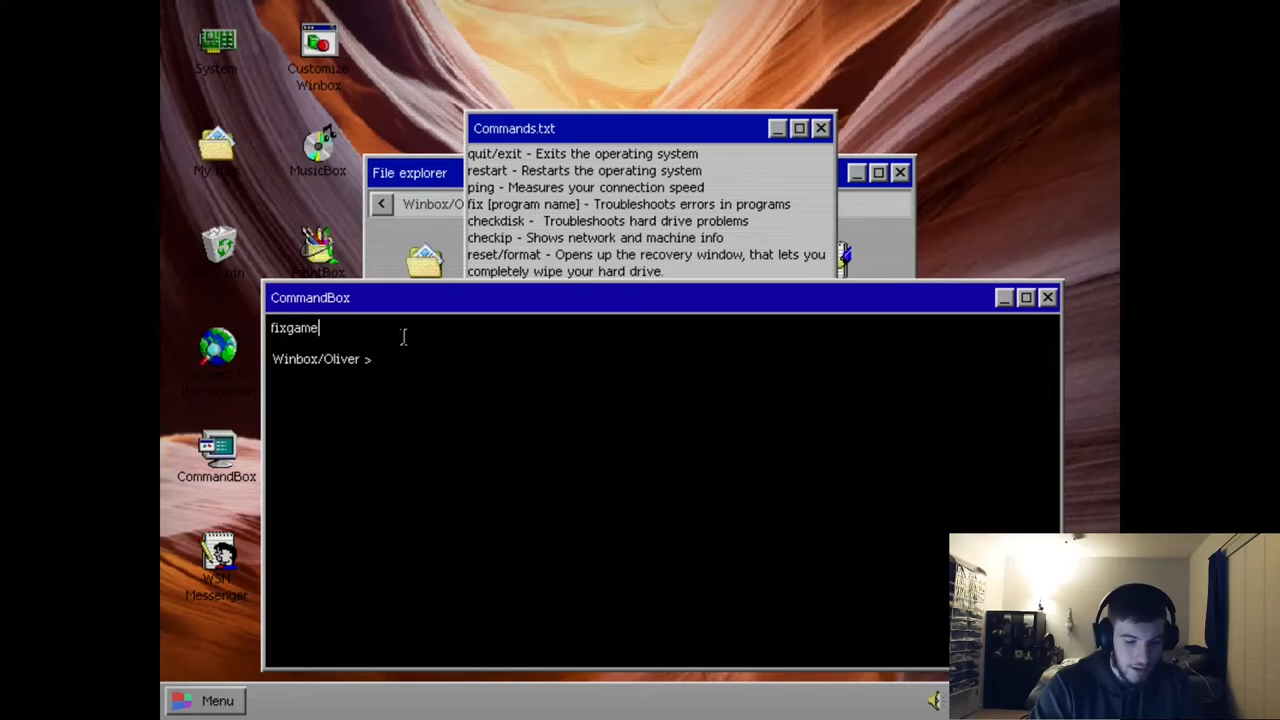 System
Customize
Winbox
MusicBox
CommandBox
WSN
Messenger
Commands.txt
quit/exit - Exits the operating system
restart - Restarts the operating system
ping - Measures your connection speed
fix [program name] - Troubleshoots errors in programs
checkdisk - Troubleshoots hard drive problems
checkip - Shows network and machine info
reset/format - Opens up the recovery window, that lets you
completely wipe your hard drive.
File explorer
Winbox/O
CommandBox
fixgame
Winbox/Oliver >
Menu